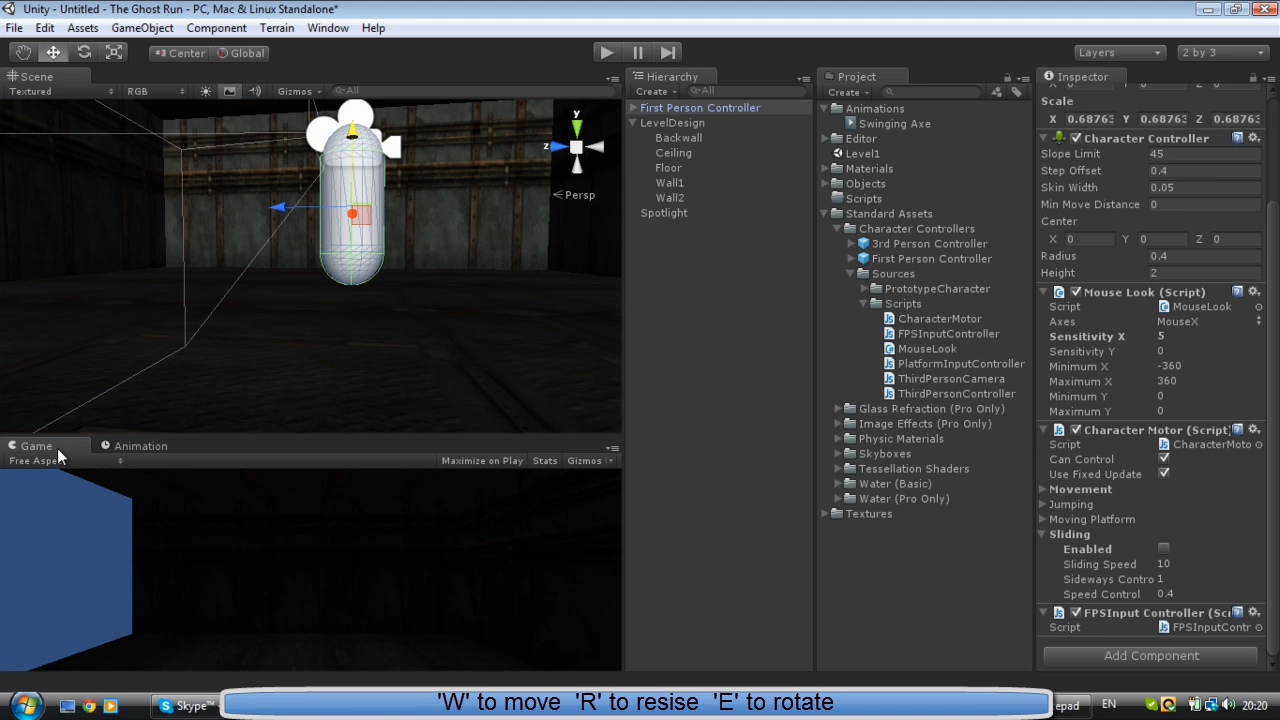 Unity - Untitled - The Ghost Run - PC, Mac & Linux Standalone*
File Edit Assets GameObject Component Terrain Window Help
Center Global Layers 2 by 3
Scene
Textured RGB Gizmos All
y
z
Persp
Game Animation
Free Aspe Maximize on Play Stats Gizmos
Hierarchy
Create All
First Person Controller
LevelDesign
Backwall
Ceiling
Floor
Wall1
Wall2
Spotlight
Project
Create
Animations
Swinging Axe
Editor
Level1
Materials
Objects
Scripts
Standard Assets
Character Controllers
3rd Person Controller
First Person Controller
Sources
PrototypeCharacter
Scripts
CharacterMotor
FPSInputController
MouseLook
PlatformInputController
ThirdPersonCamera
ThirdPersonController
Glass Refraction (Pro Only)
Image Effects (Pro Only)
Physic Materials
Skyboxes
Tessellation Shaders
Water (Basic)
Water (Pro Only)
Textures
Inspector
Scale
X 0.6876 Y 0.6876 Z 0.6876
Character Controller
Slope Limit 45
Step Offset 0.4
Skin Width 0.05
Min Move Distance 0
Center
X 0 Y 0 Z 0
Radius 0.4
Height 2
Mouse Look (Script)
Script MouseLook
Axes MouseX
Sensitivity X 5
Sensitivity Y 0
Minimum X -360
Maximum X 360
Minimum Y 0
Maximum Y 0
Character Motor (Script)
Script CharacterMoto
Can Control
Use Fixed Update
Movement
Jumping
Moving Platform
Sliding
Enabled
Sliding Speed 10
Sideways Contro 1
Speed Control 0.4
FPSInput Controller (Scr
Script FPSInputContr
Add Component
Skype™ 'W' to move 'R' to resise 'E' to rotate epad EN 20:20